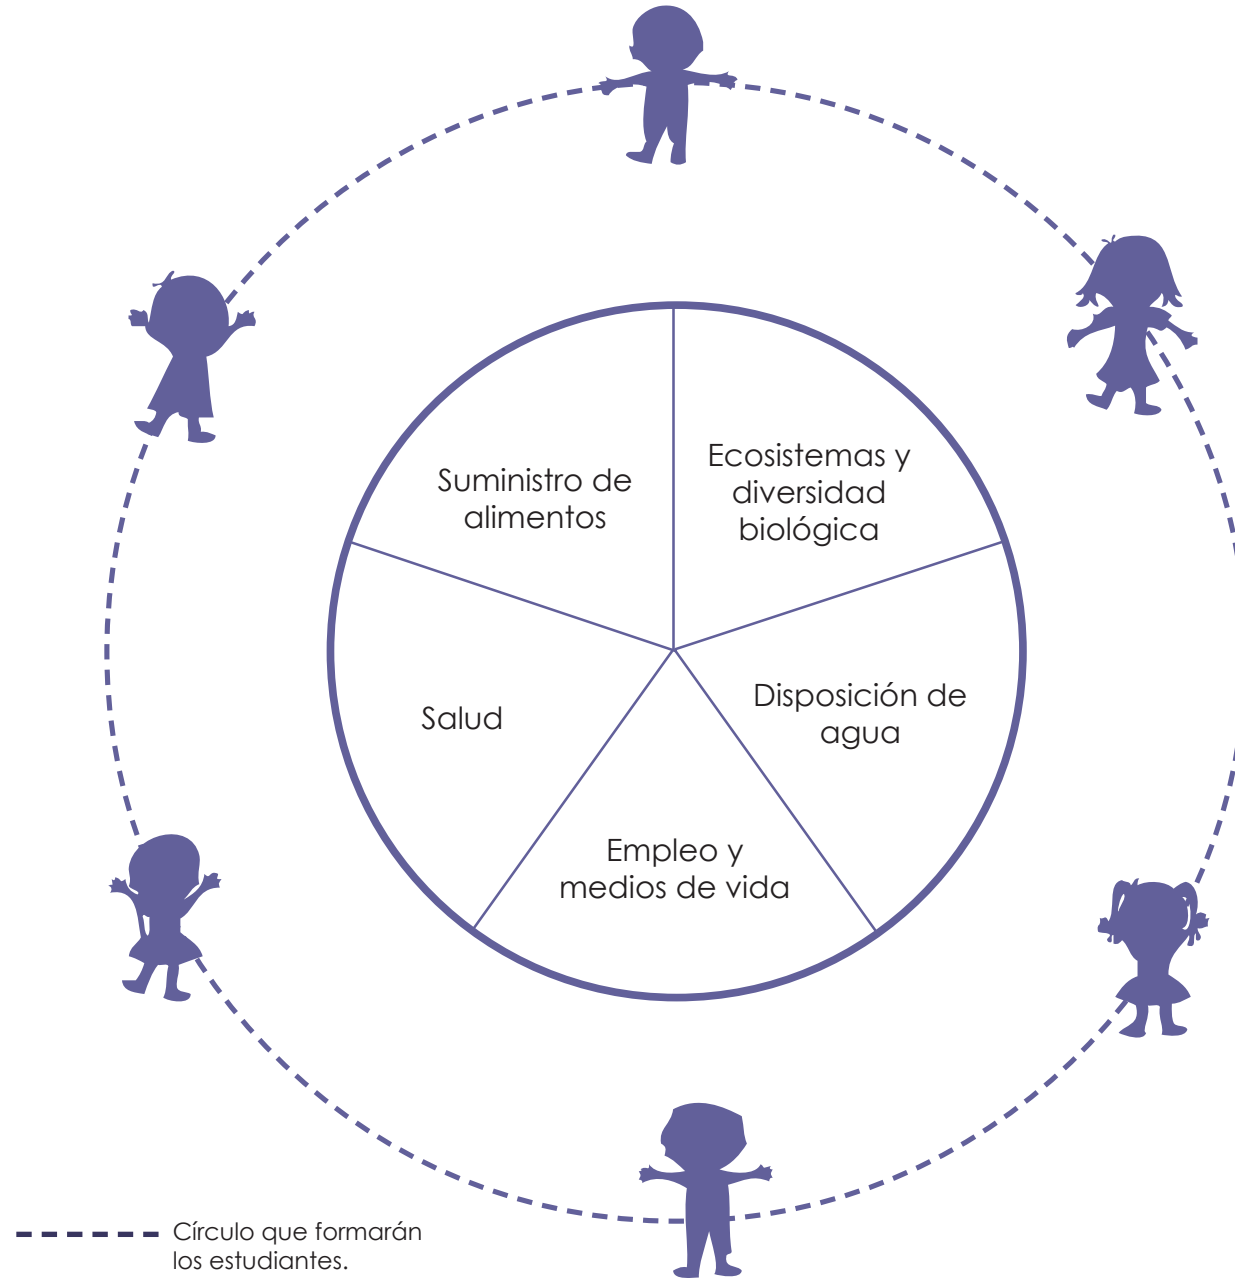 Ecosistemas y
diversidad
biológica
Suministro de
alimentos
Disposición de
agua
Salud
Empleo y
medios de vida
Círculo que formarán
los estudiantes.